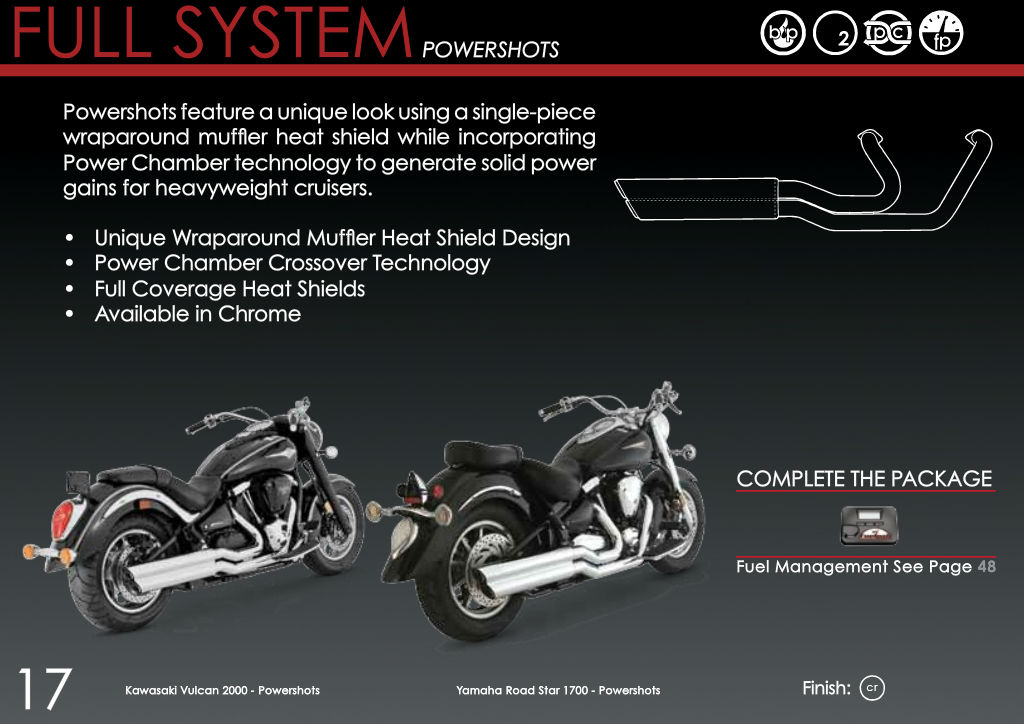 FULL SYSTEM POWERSHOTS
bp 2 pc fp
Powershots feature a unique look using a single-piece
wraparound muffler heat shield while incorporating
Power Chamber technology to generate solid power
gains for heavyweight cruisers.
• Unique Wraparound Muffler Heat Shield Design
• Power Chamber Crossover Technology
• Full Coverage Heat Shields
• Available in Chrome
COMPLETE THE PACKAGE
Fuel Management See Page 48
17
Kawasaki Vulcan 2000 - Powershots
Yamaha Road Star 1700 - Powershots
Finish: cr